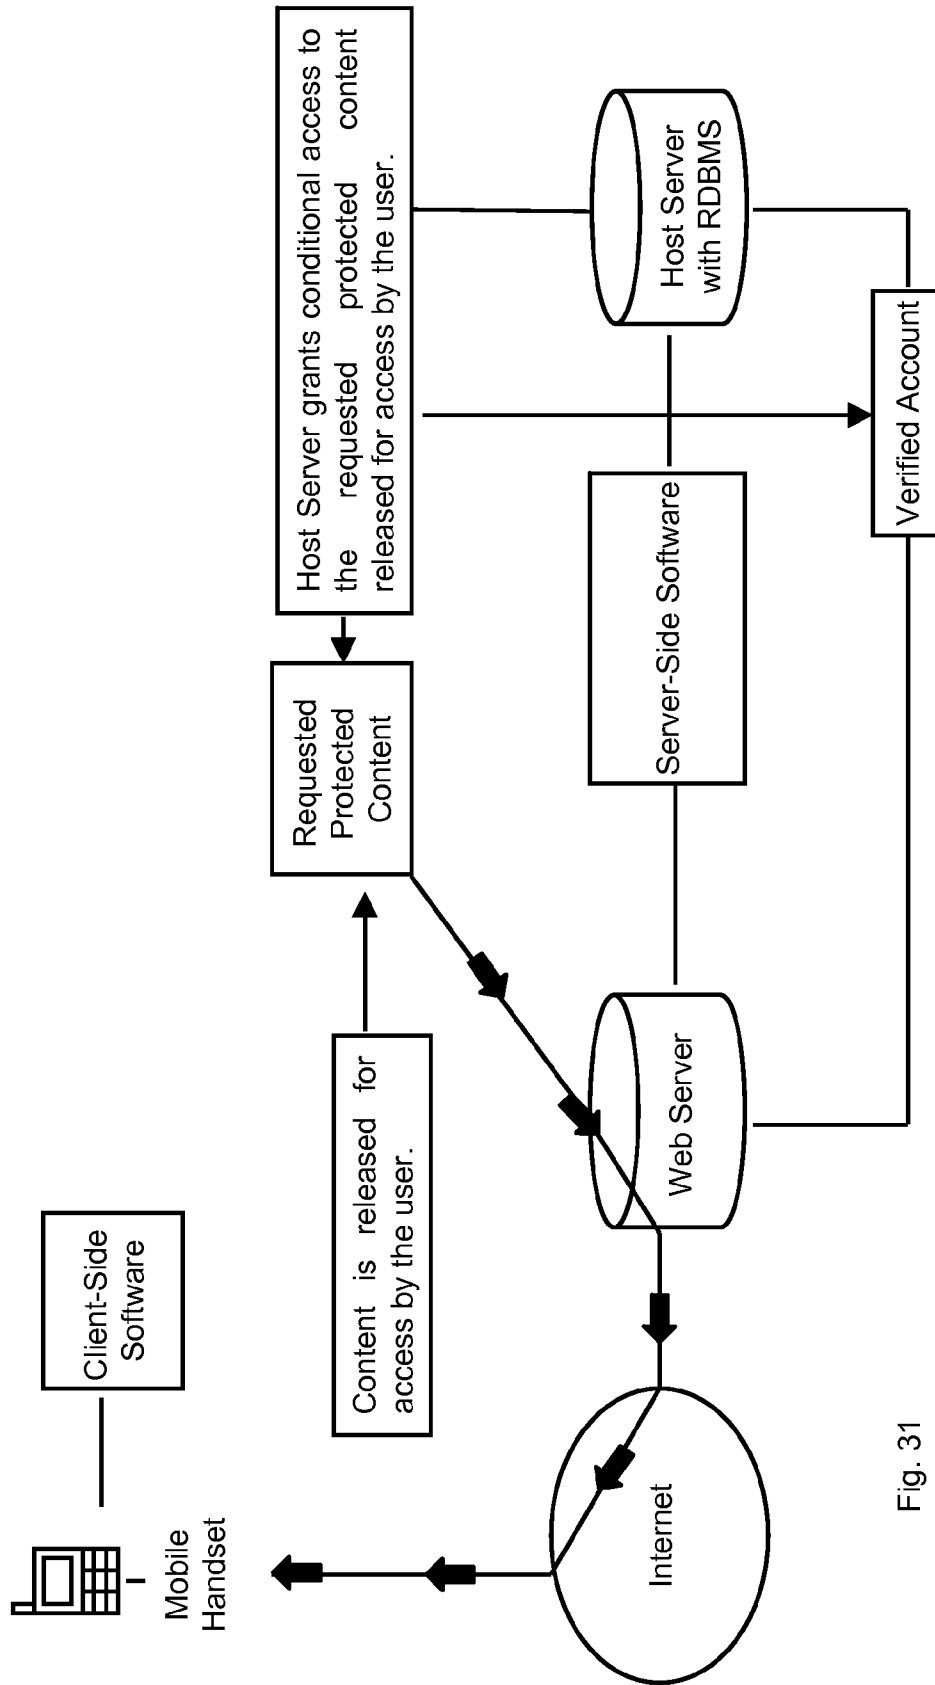 Client-Side
Software
Mobile
Handset
Host Server grants conditional access to
the requested protected content
released for access by the user.
Requested
Protected
Content
Content is released for
access by the user.
Host Server
with RDBMS
Server-Side Software
Web Server
Internet
Verified Account
Fig. 31